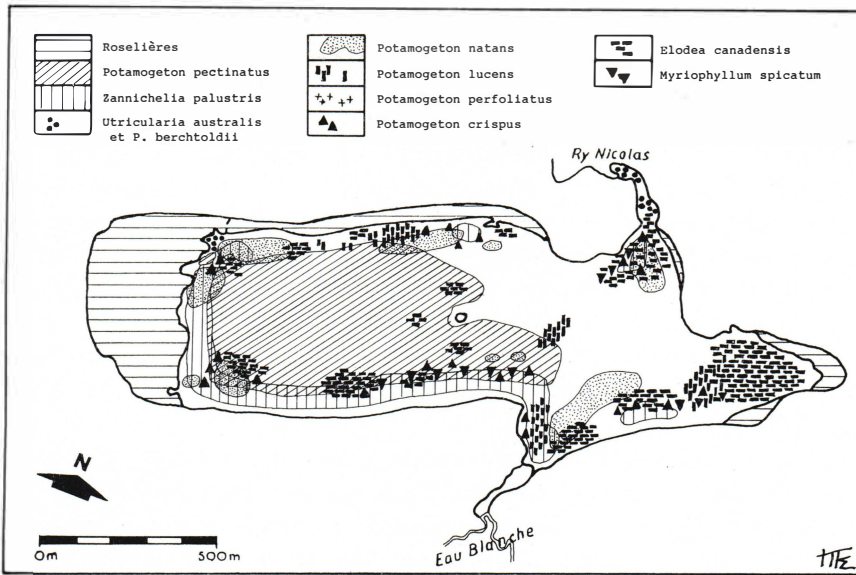 Roselières
Potamogeton pectinatus
Zannichelia palustris
Utricularia australis
et P. berchtoldii
Potamogeton natans
Potamogeton lucens
Potamogeton perfoliatus
Potamogeton crispus
Elodea canadensis
Myriophyllum spicatum
Ry Nicolas
N
0m
500m
Eau Blanche